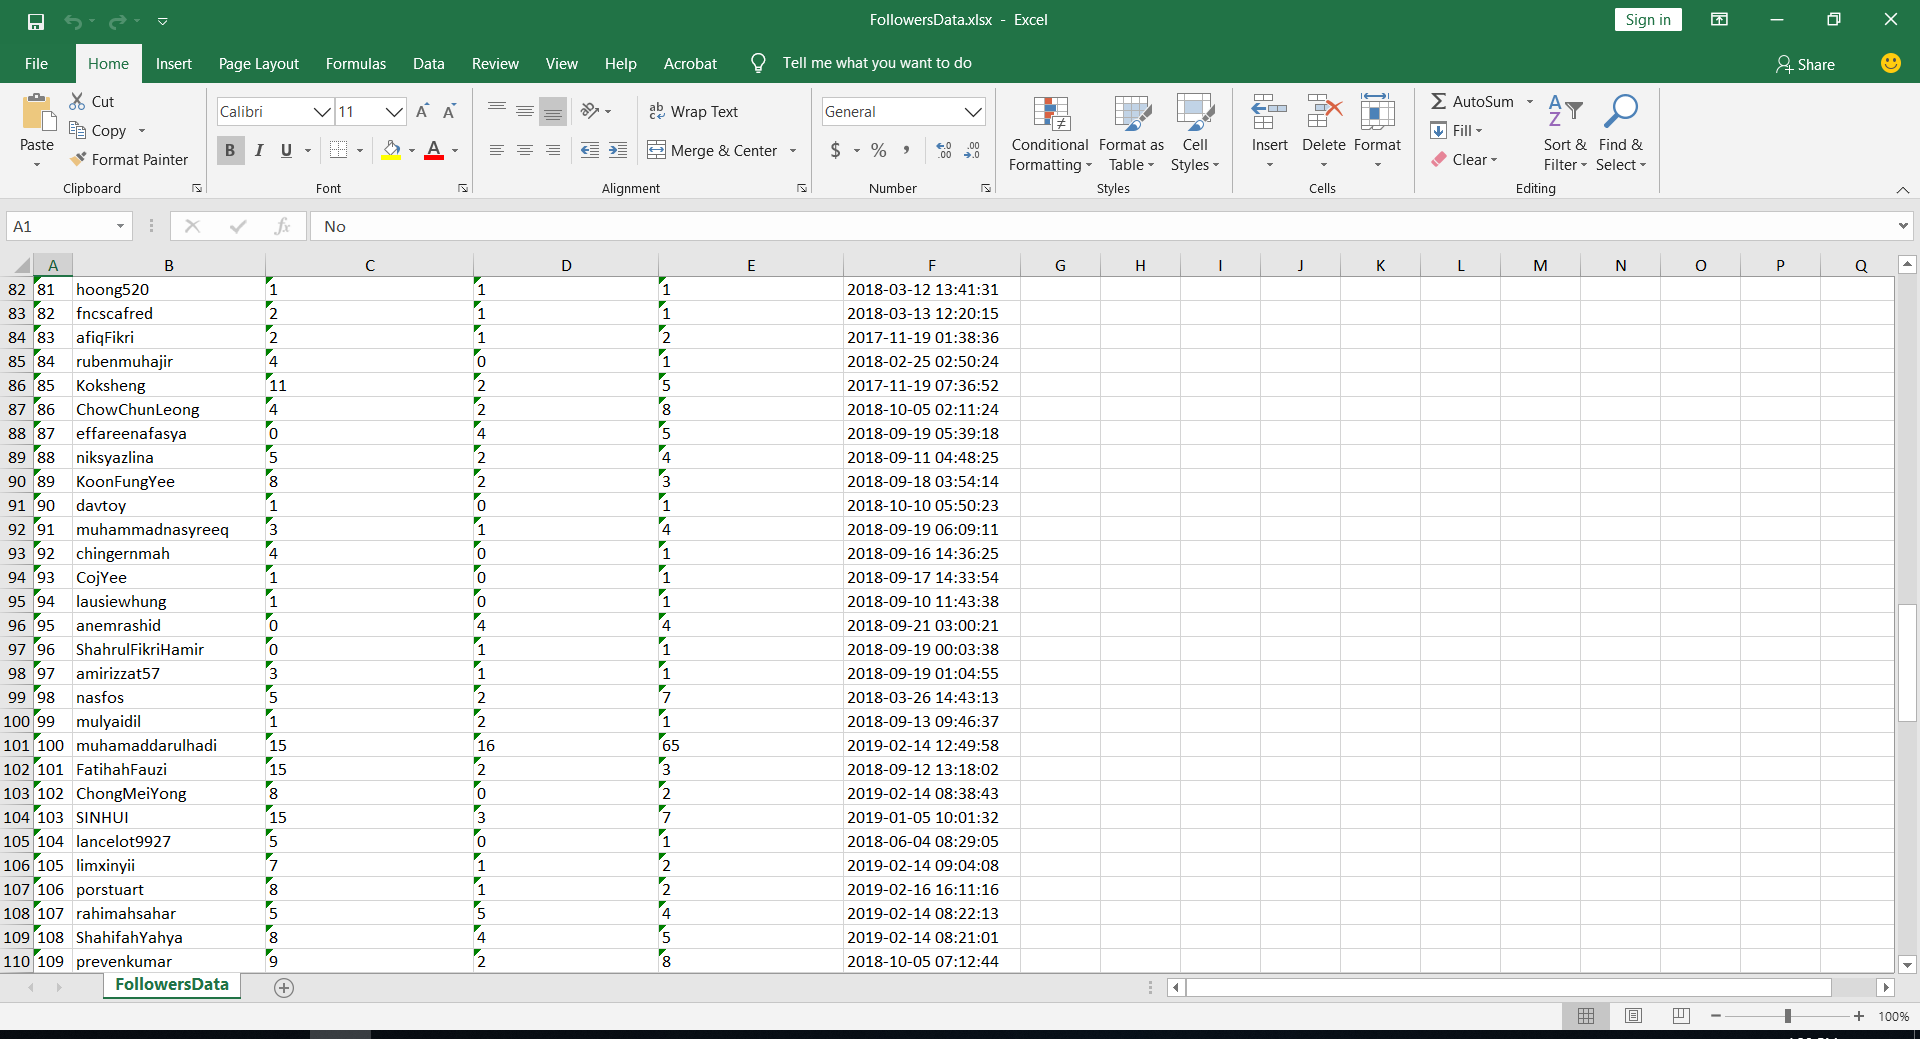 FollowersData.xlsx - Excel
Sign in
File Home Insert Page Layout Formulas Data Review View Help Acrobat Tell me what you want to do Share
Paste
Cut
Copy
Format Painter
Clipboard
Calibri 11
B I U A
Font
Wrap Text
Merge & Center
Alignment
General
$ % ,
Number
Conditional Formatting
Format as Table
Cell Styles
Styles
Insert Delete Format
Cells
AutoSum
Fill
Clear
Sort & Filter
Find & Select
Editing
A1 fx No
A B C D E F G H I J K L M N O P Q
82 81 hoong520 1 1 1 2018-03-12 13:41:31
83 82 fncscafred 2 1 1 2018-03-13 12:20:15
84 83 afiqFikri 2 1 2 2017-11-19 01:38:36
85 84 rubenmuhajir 4 0 1 2018-02-25 02:50:24
86 85 Koksheng 11 2 5 2017-11-19 07:36:52
87 86 ChowChunLeong 4 2 8 2018-10-05 02:11:24
88 87 effareenafasya 0 4 5 2018-09-19 05:39:18
89 88 niksyazlina 5 2 4 2018-09-11 04:48:25
90 89 KoonFungYee 8 2 3 2018-09-18 03:54:14
91 90 davtoy 1 0 1 2018-10-10 05:50:23
92 91 muhammadnasyreeq 3 1 4 2018-09-19 06:09:11
93 92 chingernmah 4 0 1 2018-09-16 14:36:25
94 93 CojYee 1 0 1 2018-09-17 14:33:54
95 94 lausiewhung 1 0 1 2018-09-10 11:43:38
96 95 anemrashid 0 4 4 2018-09-21 03:00:21
97 96 ShahrulFikriHamir 0 1 1 2018-09-19 00:03:38
98 97 amirizzat57 3 1 1 2018-09-19 01:04:55
99 98 nasfos 5 2 7 2018-03-26 14:43:13
100 99 mulyaidil 1 2 1 2018-09-13 09:46:37
101 100 muhamaddarulhadi 15 16 65 2019-02-14 12:49:58
102 101 FatihahFauzi 15 2 3 2018-09-12 13:18:02
103 102 ChongMeiYong 8 0 2 2019-02-14 08:38:43
104 103 SINHUI 15 3 7 2019-01-05 10:01:32
105 104 lancelot9927 5 0 1 2018-06-04 08:29:05
106 105 limxinyii 7 1 2 2019-02-14 09:04:08
107 106 porstuart 8 1 2 2019-02-16 16:11:16
108 107 rahimahsahar 5 5 4 2019-02-14 08:22:13
109 108 ShahifahYahya 8 4 5 2019-02-14 08:21:01
110 109 prevenkumar 9 2 8 2018-10-05 07:12:44
FollowersData
100%